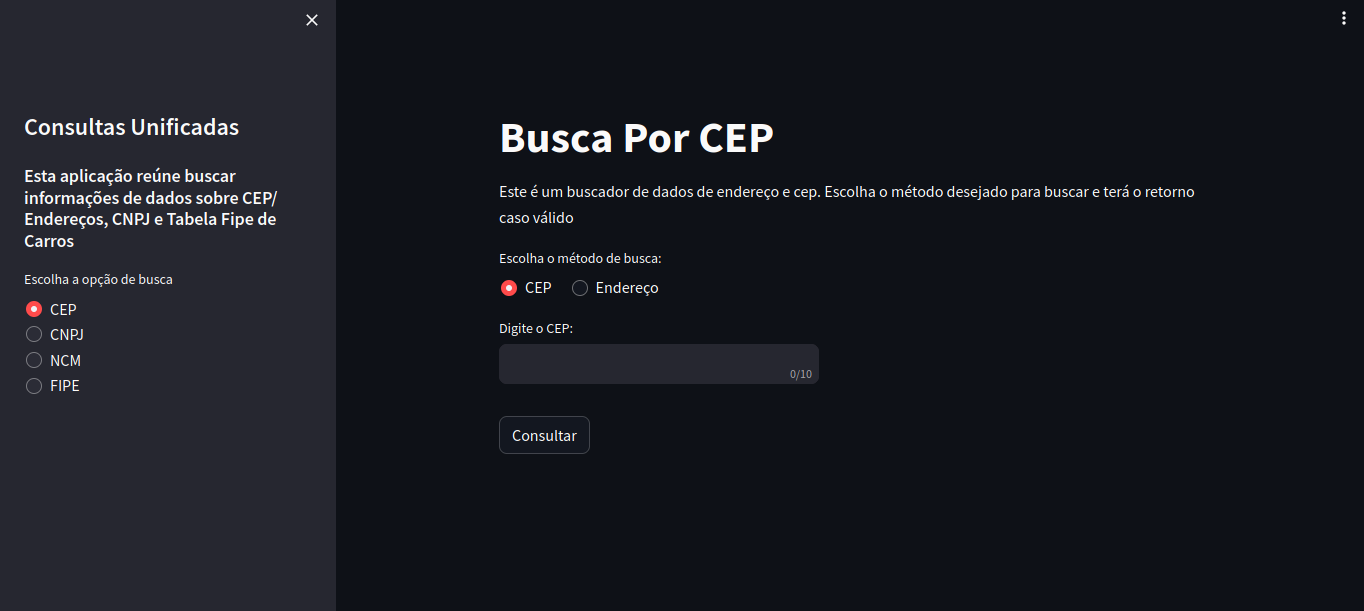 Consultas Unificadas
Esta aplicação reúne buscar
informações de dados sobre CEP/
Endereços, CNPJ e Tabela Fipe de
Carros
Escolha a opção de busca
CEP
CNPJ
NCM
FIPE
Busca Por CEP
Este é um buscador de dados de endereço e cep. Escolha o método desejado para buscar e terá o retorno
caso válido
Escolha o método de busca:
CEP Endereço
Digite o CEP:
0/10
Consultar